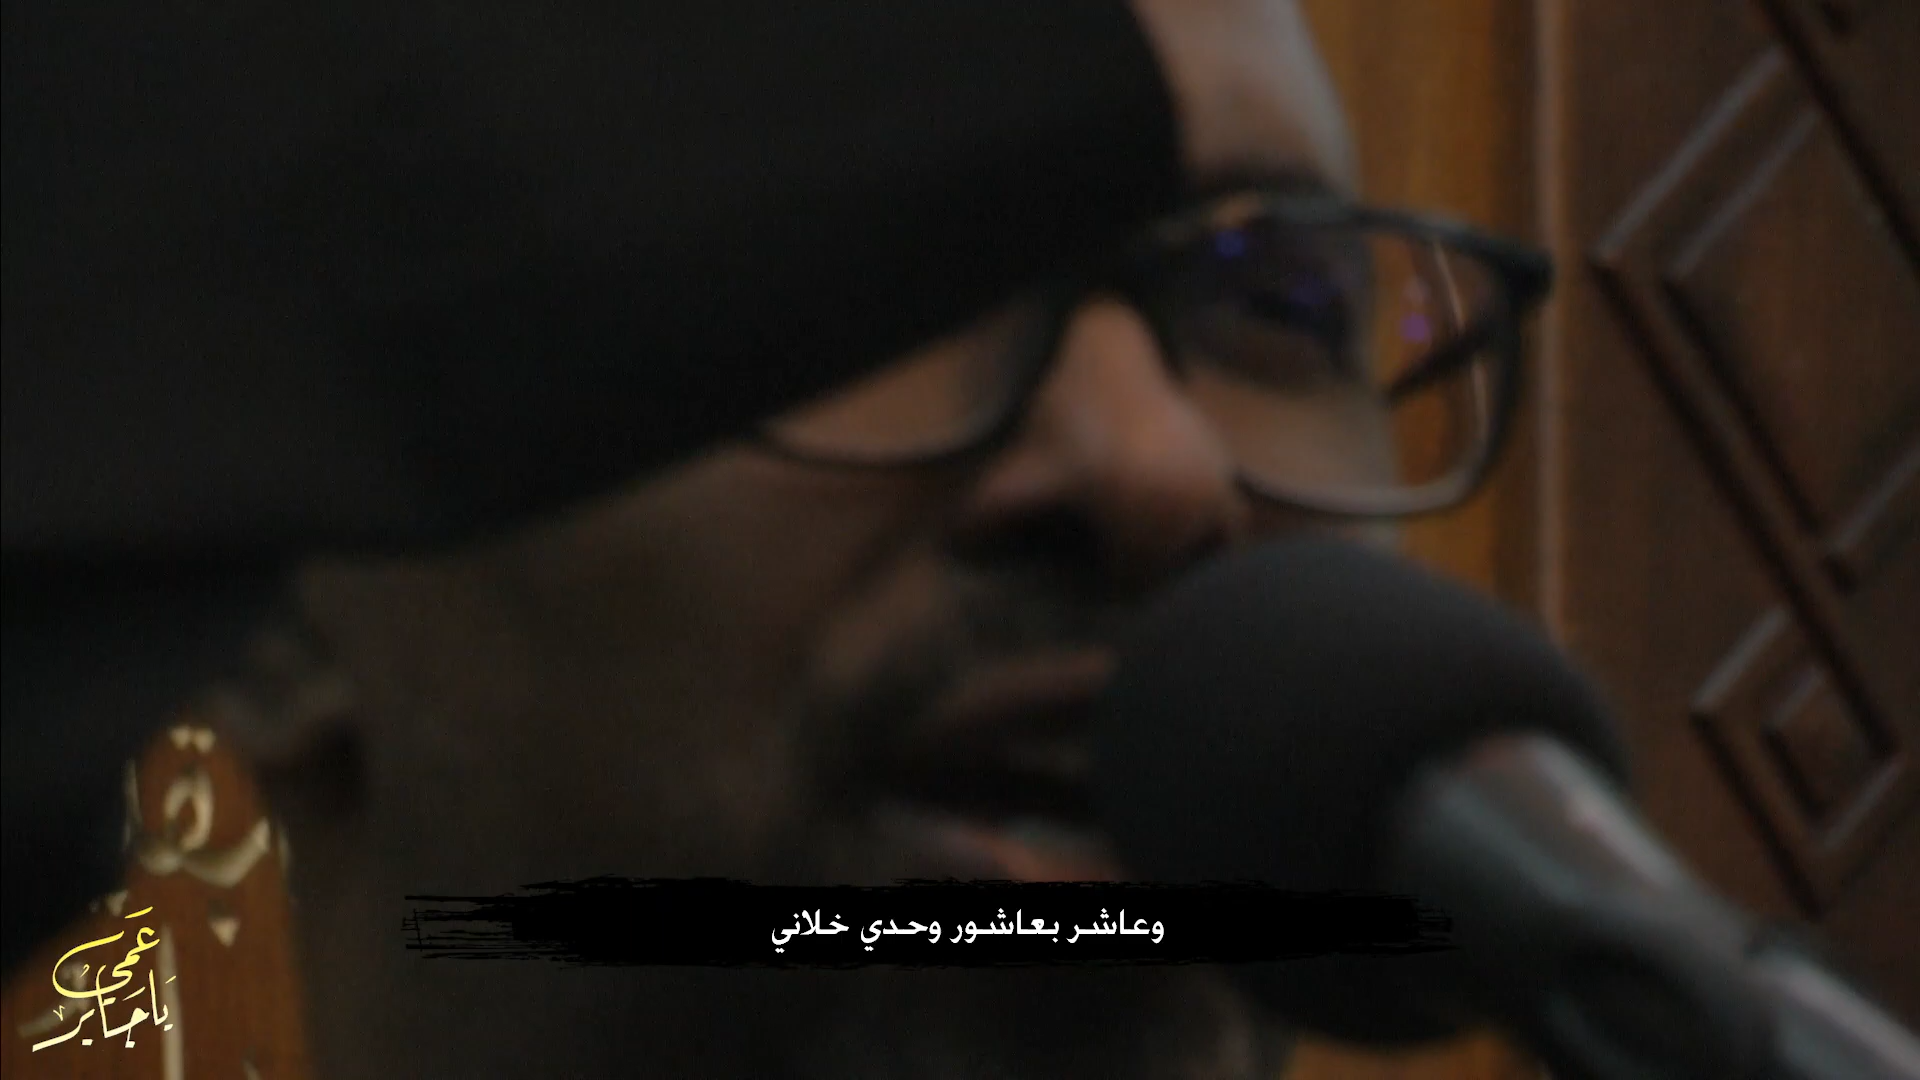 وعاشر بعاشور وحدي خلاني
عمي
يا جابر